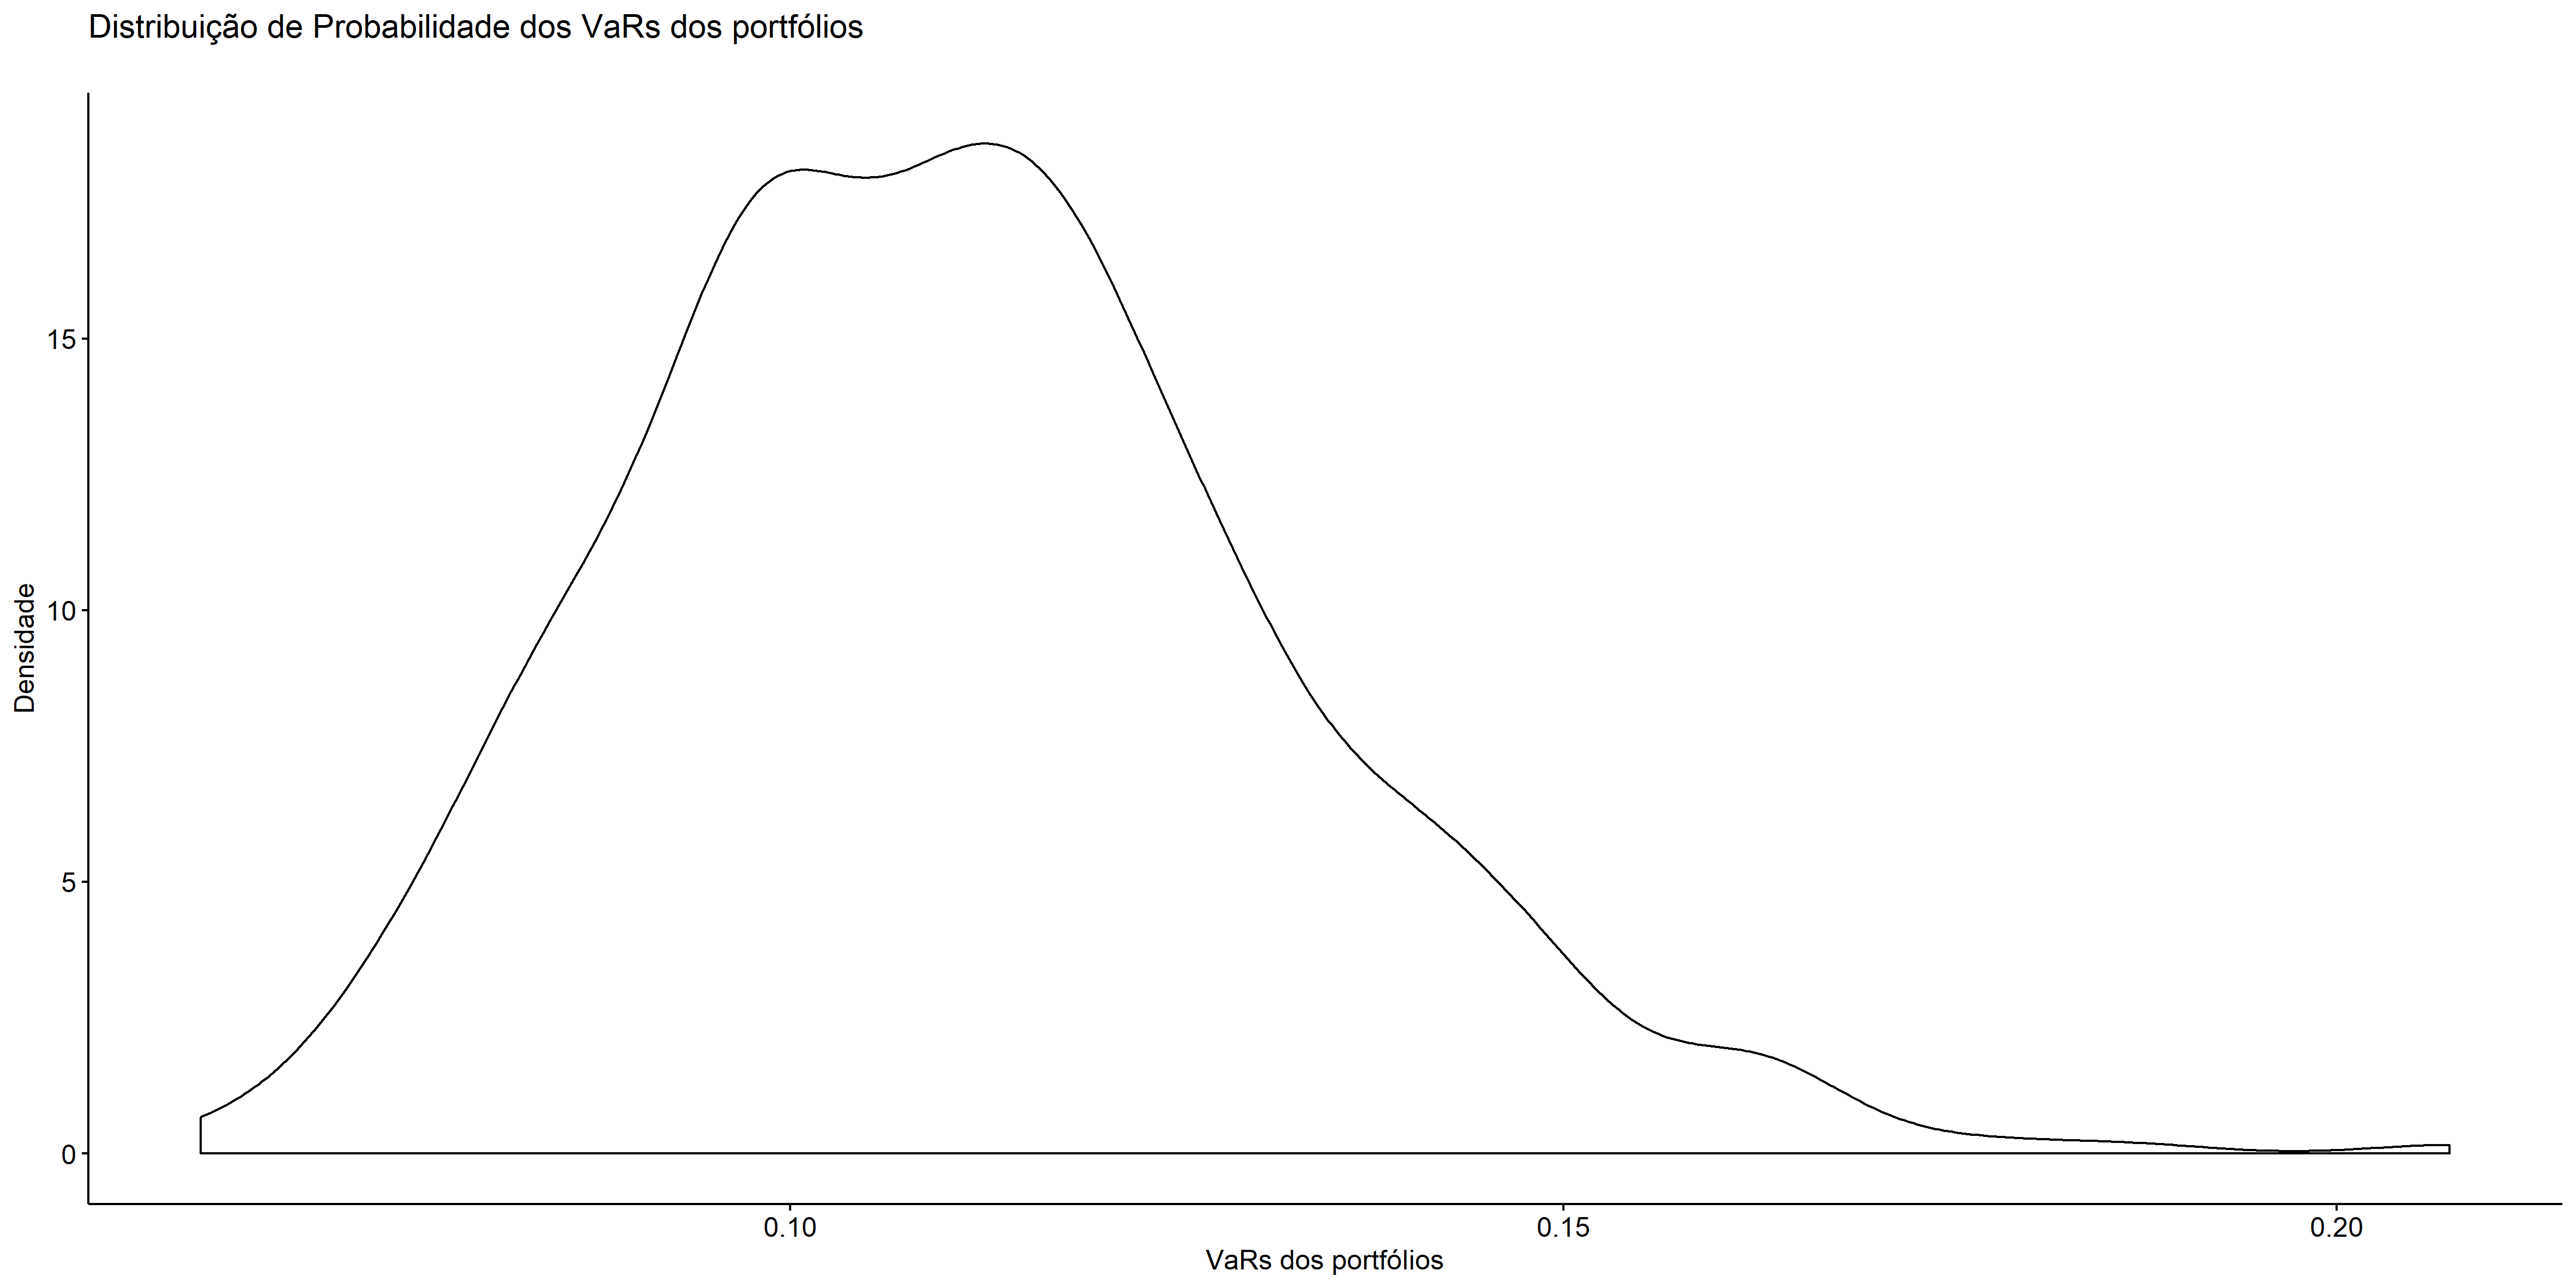 Distribuição de Probabilidade dos VaRs dos portfólios
15
10
5
0
Densidade
0.10
0.15
0.20
VaRs dos portfólios